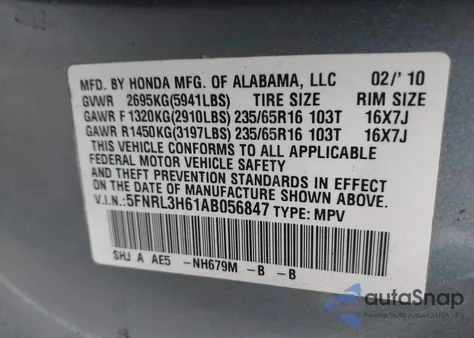 MFD. BY HONDA MFG. OF ALABAMA, LLC 02/'10
GVWR 2695KG(5941LBS) TIRE SIZE RIM SIZE
GAWR F 1320KG(2910LBS) 235/65R16 103T 16X7J
GAWR R1450KG(3197LBS) 235/65R16 103T 16X7J
THIS VEHICLE CONFORMS TO ALL APPLICABLE
FEDERAL MOTOR VEHICLE SAFETY
AND THEFT PREVENTION STANDARDS IN EFFECT
ON THE DATE OF MANUFACTURE SHOWN ABOVE.
V.I.N.:5FNRL3H61AB056847 TYPE: MPV
SHJ A AE5 -NH679M -B -B
autaSnap